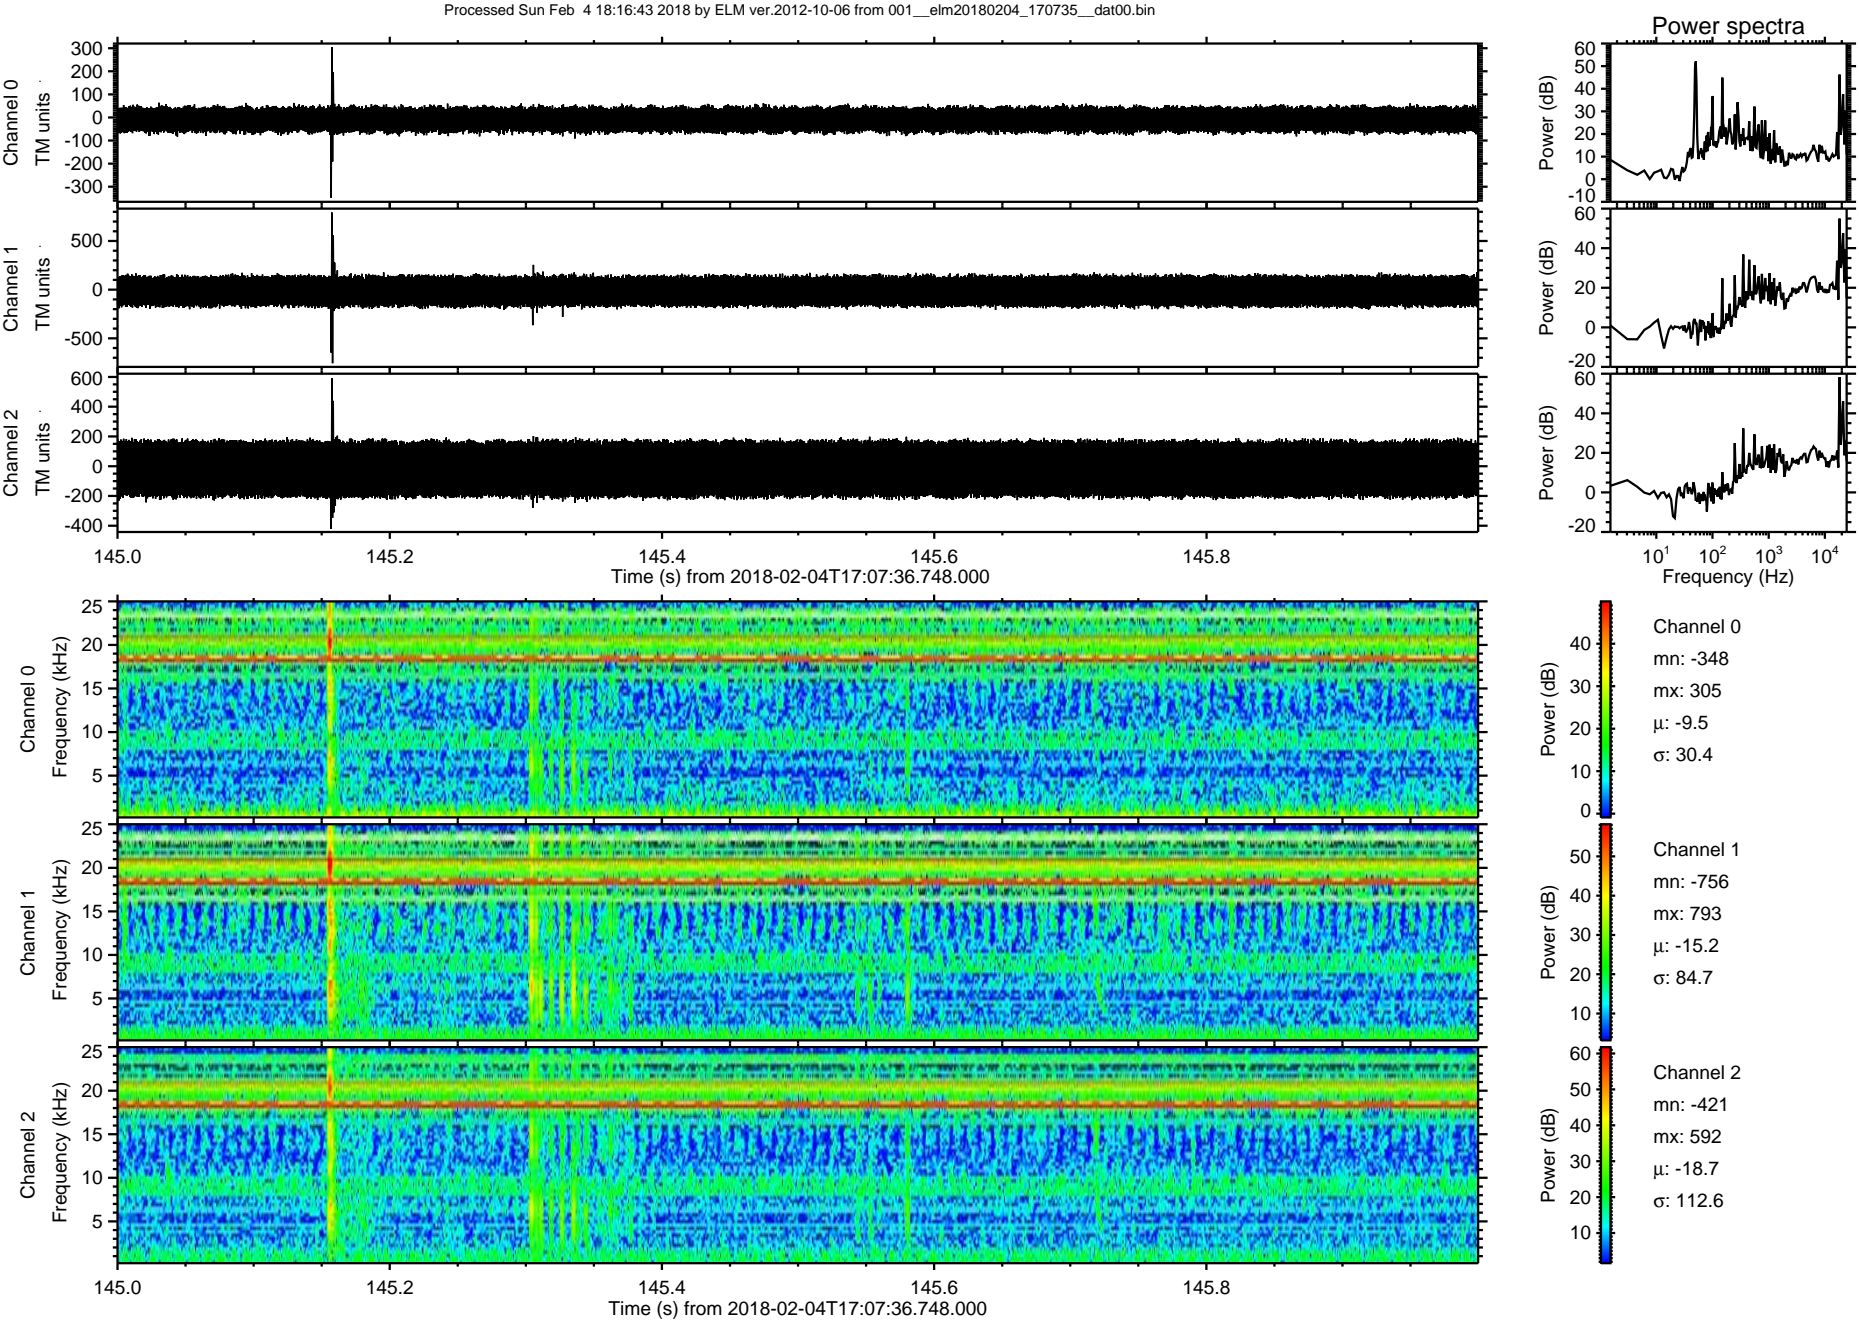 Processed Sun Feb  4 18:16:43 2018 by ELM ver.2012-10-06 from 001__elm20180204_170735__dat00.bin
Power spectra
Channel 0
TM units
300
200
100
0
-100
-200
-300
Power (dB)
60
50
40
30
20
10
0
-10
Channel 1
TM units
500
0
-500
Power (dB)
60
40
20
0
-20
Channel 2
TM units
600
400
200
0
-200
-400
Power (dB)
60
40
20
0
-20
145.0 145.2 145.4 145.6 145.8
Time (s) from 2018-02-04T17:07:36.748.000
10^1 10^2 10^3 10^4
Frequency (Hz)
Channel 0
Frequency (kHz)
25
20
15
10
5
Power (dB)
40
30
20
10
0
Channel 0
mn: -348
mx: 305
μ: -9.5
σ: 30.4
Channel 1
Frequency (kHz)
25
20
15
10
5
Power (dB)
50
40
30
20
10
Channel 1
mn: -756
mx: 793
μ: -15.2
σ: 84.7
Channel 2
Frequency (kHz)
25
20
15
10
5
Power (dB)
60
50
40
30
20
10
Channel 2
mn: -421
mx: 592
μ: -18.7
σ: 112.6
145.0 145.2 145.4 145.6 145.8
Time (s) from 2018-02-04T17:07:36.748.000